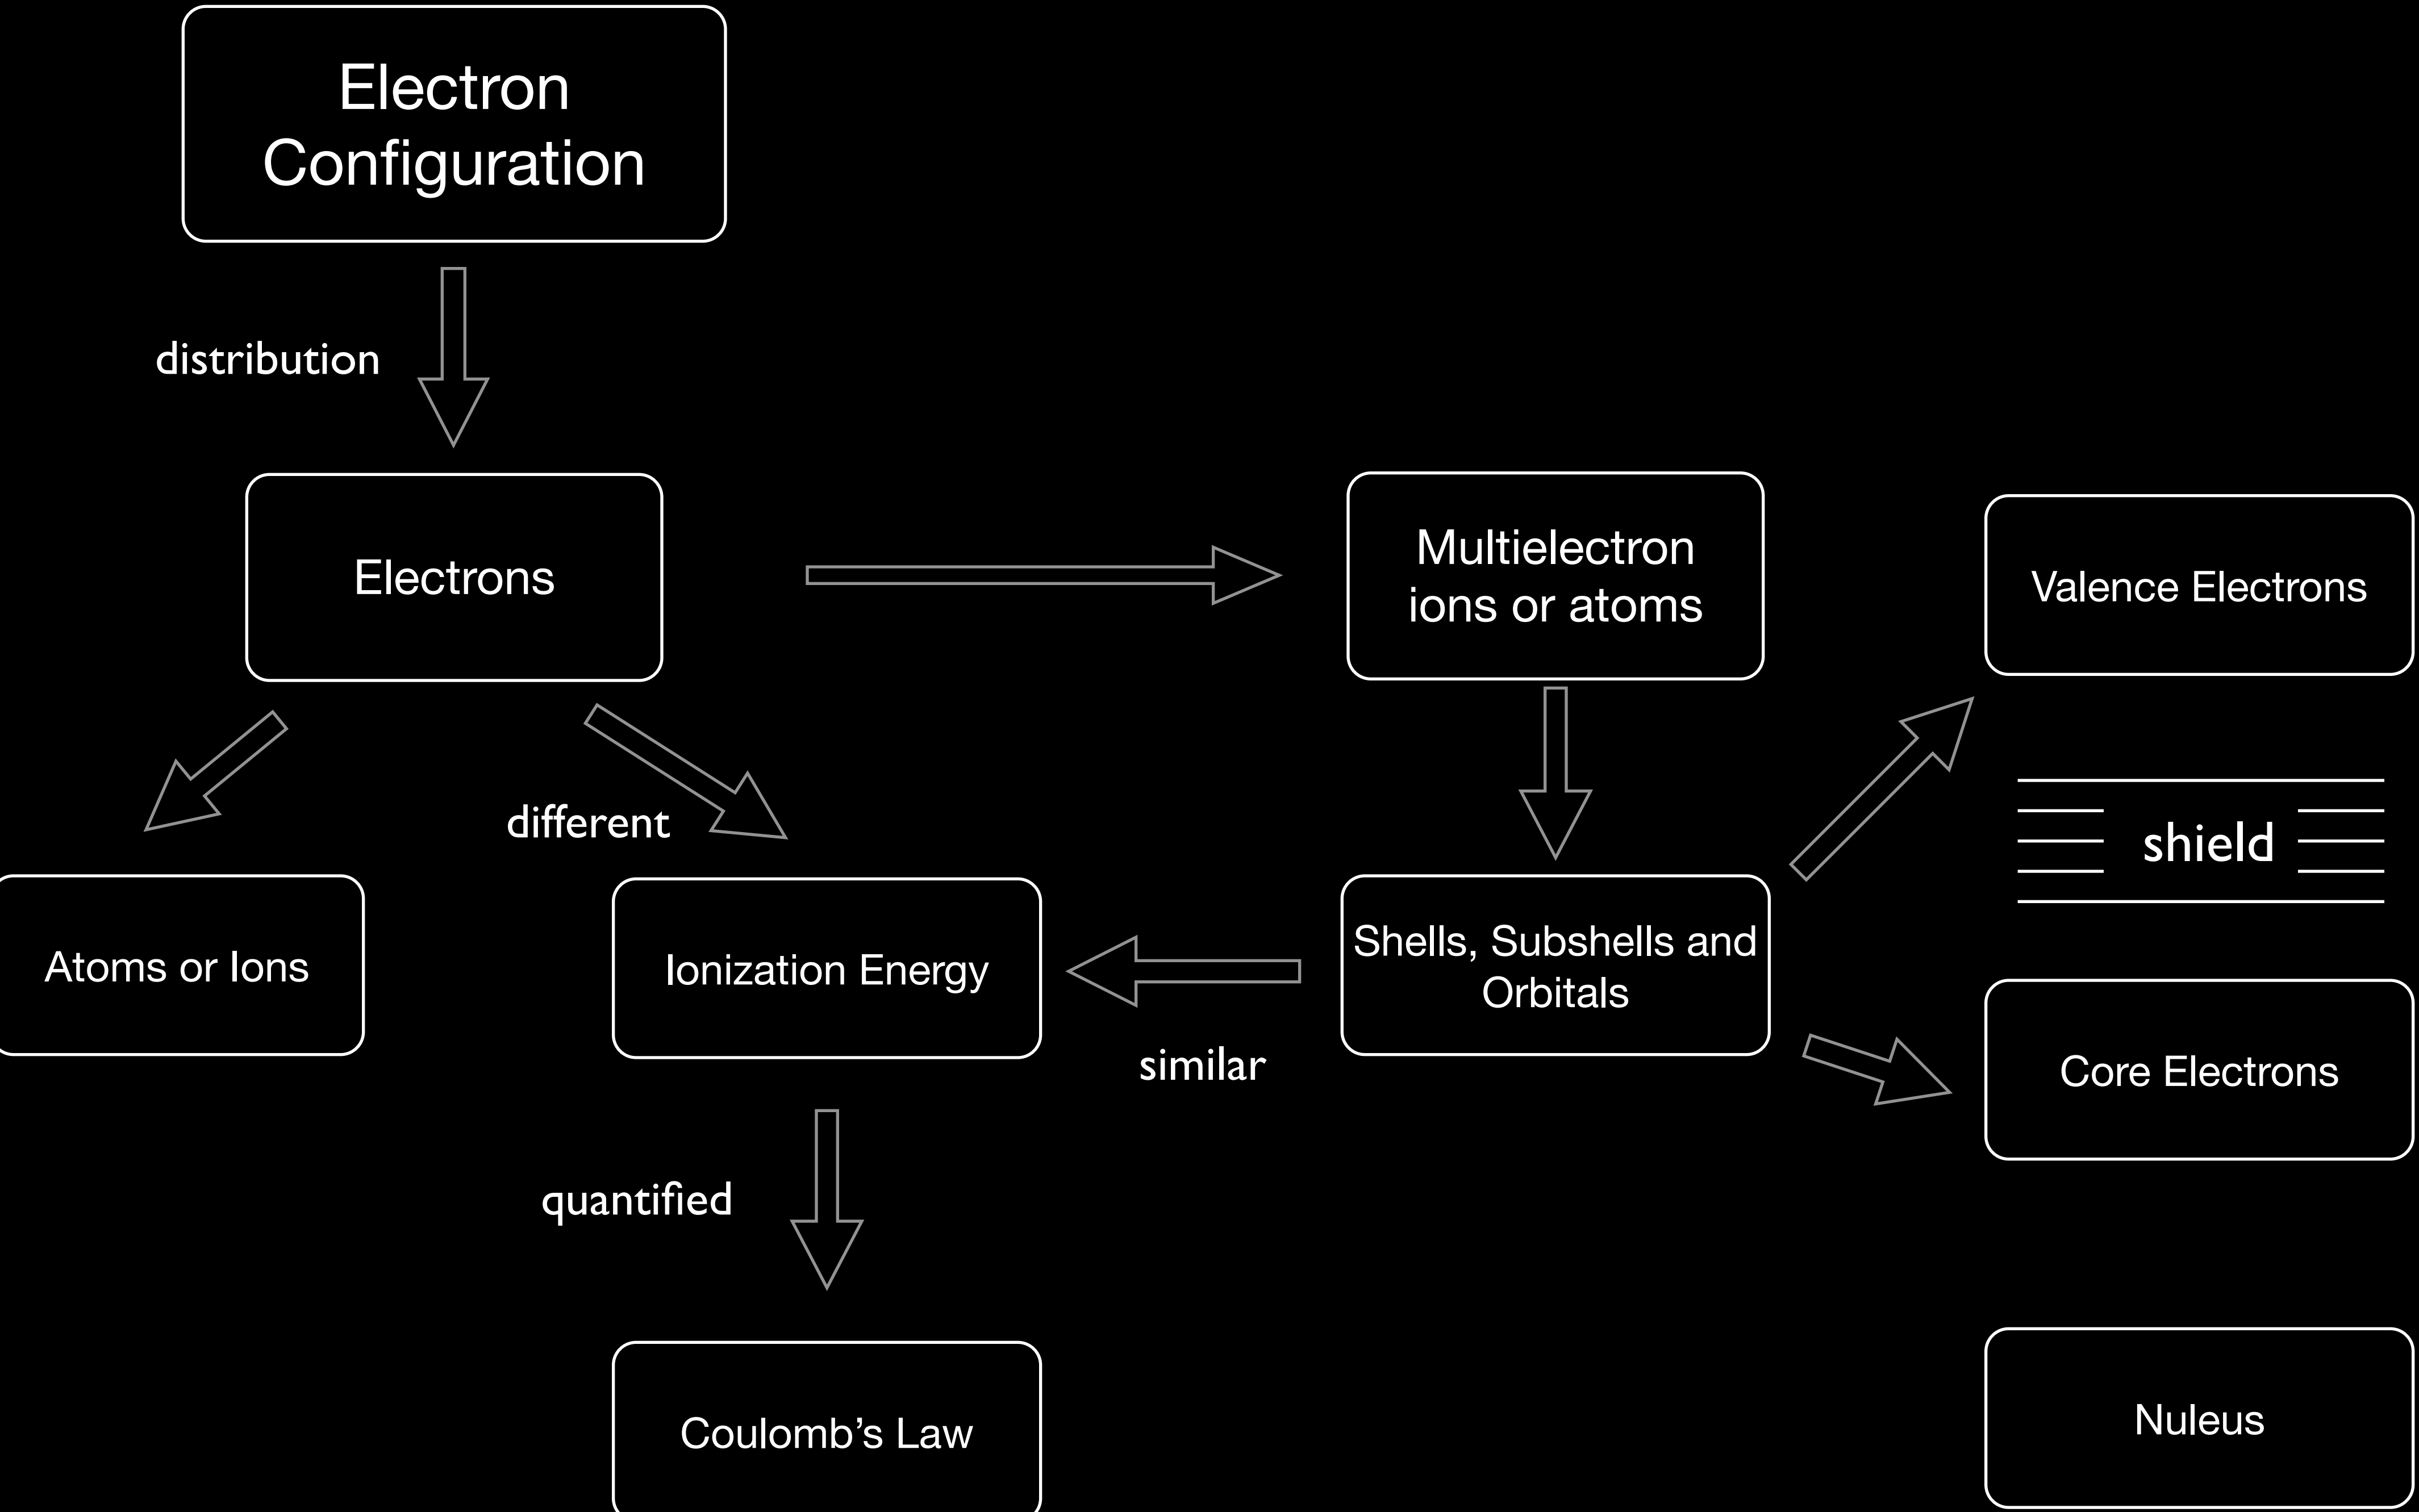 Electron
Configuration
distribution
Electrons
Multielectron
ions or atoms
Valence Electrons
different
shield
Atoms or Ions
Ionization Energy
Shells, Subshells and
Orbitals
similar
Core Electrons
quantified
Coulomb’s Law
Nuleus